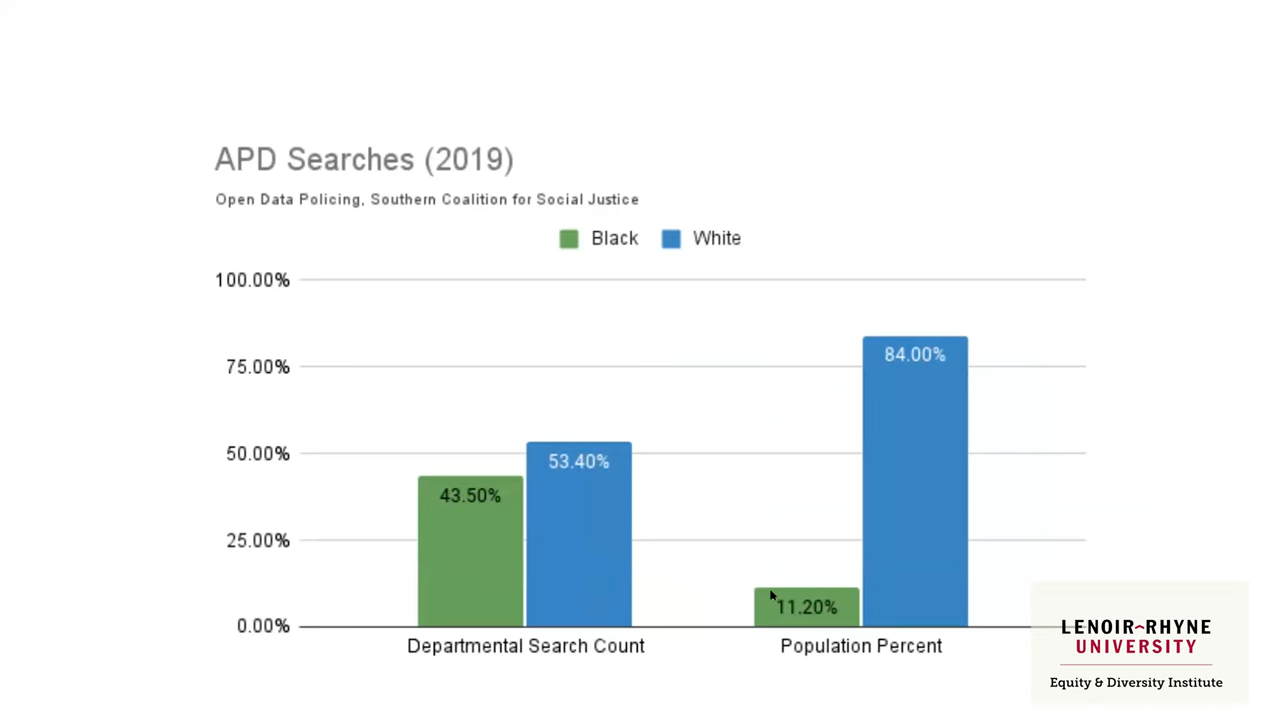 APD Searches (2019)
Open Data Policing, Southern Coalition for Social Justice
Black White
100.00%
75.00%
50.00%
25.00%
0.00%
43.50%
53.40%
11.20%
84.00%
Departmental Search Count
Population Percent
LENOIR-RHYNE
UNIVERSITY
Equity & Diversity Institute